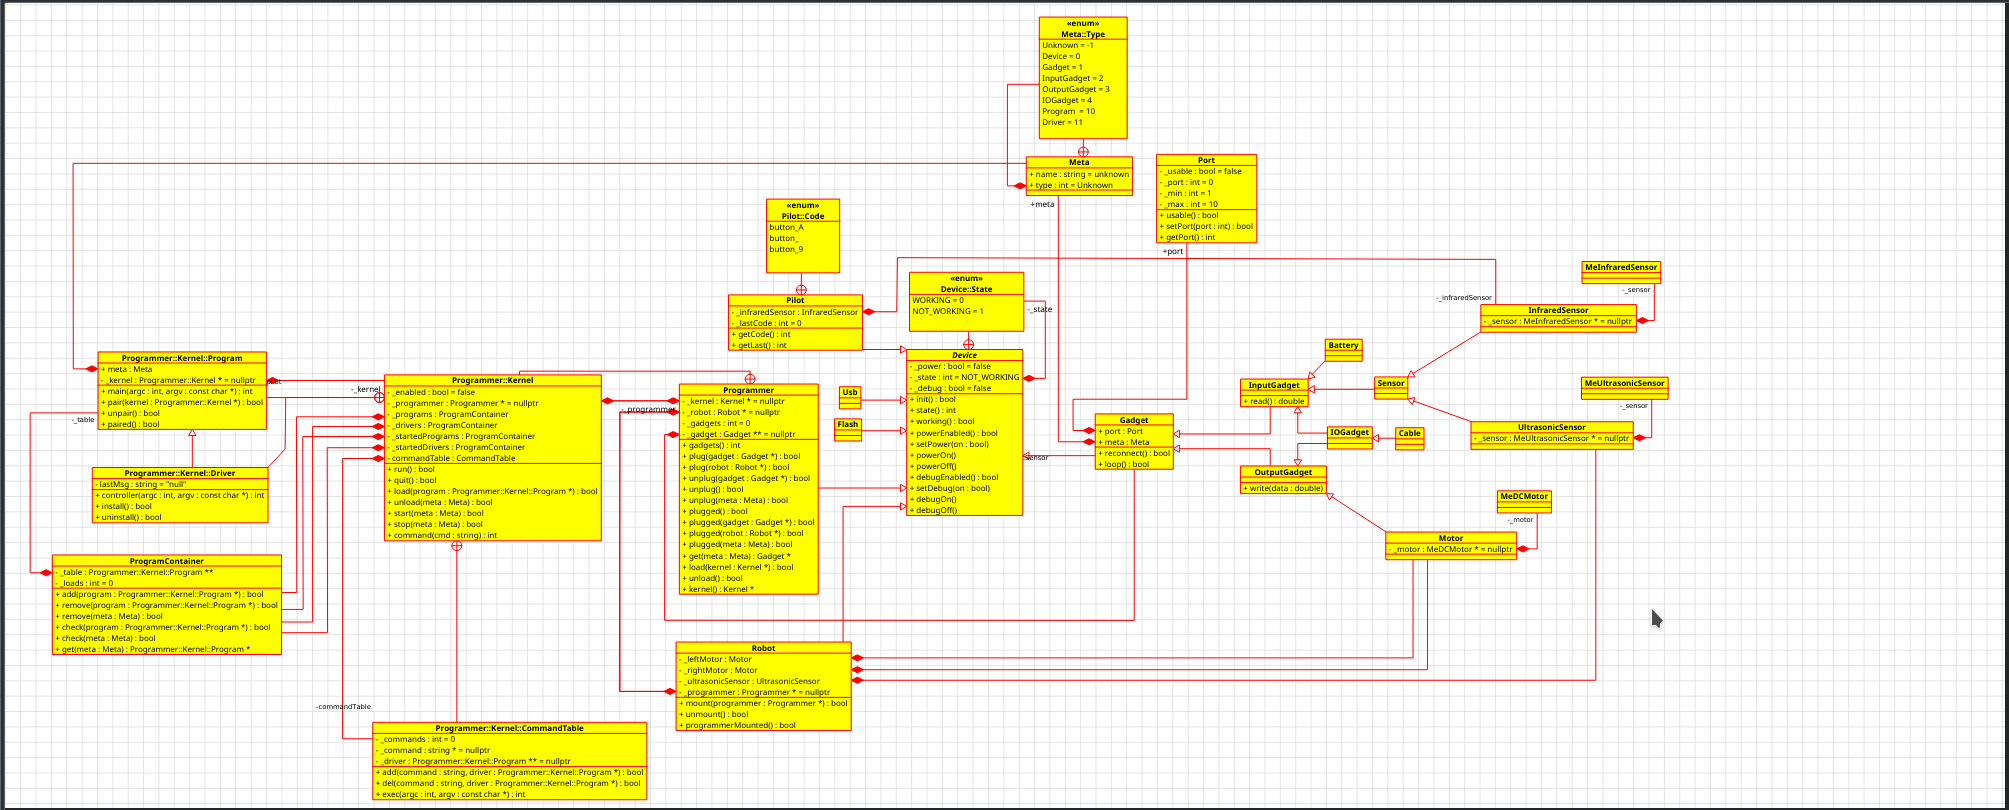 «enum»
Meta::Type
Unknown = -1
Device = 0
Gadget = 1
InputGadget = 2
OutputGadget = 3
IOGadget = 4
Program  = 10
Driver = 11
Meta
+ name : string = unknown
+ type : int = Unknown
+meta
Port
- _usable : bool = false
- _port : int = 0
- _min : int = 1
- _max : int = 10
+ usable() : bool
+ setPort(port : int) : bool
+ getPort() : int
+port
«enum»
Pilot::Code
button_A
button_
button_9
Pilot
- _infraredSensor : InfraredSensor
- _lastCode : int = 0
+ getCode() : int
+ getLast() : int
«enum»
Device::State
WORKING = 0
NOT_WORKING = 1
-_state
Device
- _power : bool = false
- _state : int = NOT_WORKING
- _debug : bool = false
+ init() : bool
+ state() : int
+ working() : bool
+ powerEnabled() : bool
+ setPower(on : bool)
+ powerOn()
+ powerOff()
+ debugEnabled() : bool
+ setDebug(on : bool)
+ debugOn()
+ debugOff()
MeInfraredSensor
-_sensor
-_infraredSensor
InfraredSensor
- _sensor : MeInfraredSensor * = nullptr
Battery
InputGadget
+ read() : double
Sensor
MeUltrasonicSensor
-_sensor
UltrasonicSensor
- _sensor : MeUltrasonicSensor * = nullptr
IOGadget
Cable
OutputGadget
+ write(data : double)
MeDCMotor
-_motor
Motor
- _motor : MeDCMotor * = nullptr
Gadget
+ port : Port
+ meta : Meta
+ reconnect() : bool
+ loop() : bool
Usb
Flash
Programmer::Kernel::Program
+ meta : Meta
- _kernel : Programmer::Kernel * = nullptr
+ main(argc : int, argv : const char *) : int
+ pair(kernel : Programmer::Kernel *) : bool
+ unpair() : bool
+ paired() : bool
-_kernel
-_table
Programmer::Kernel::Driver
- lastMsg : string = "null"
+ controller(argc : int, argv : const char *) : int
+ install() : bool
+ uninstall() : bool
Programmer::Kernel
- _enabled : bool = false
- _programmer : Programmer * = nullptr
- _programs : ProgramContainer
- _drivers : ProgramContainer
- _startedPrograms : ProgramContainer
- _startedDrivers : ProgramContainer
- commandTable : CommandTable
+ run() : bool
+ quit() : bool
+ load(program : Programmer::Kernel::Program *) : bool
+ unload(meta : Meta) : bool
+ start(meta : Meta) : bool
+ stop(meta : Meta) : bool
+ command(cmd : string) : int
-_programmer
Programmer
- _kernel : Kernel * = nullptr
- _robot : Robot * = nullptr
- _gadgets : int = 0
- _gadget : Gadget ** = nullptr
+ gadgets() : int
+ plug(gadget : Gadget *) : bool
+ plug(robot : Robot *) : bool
+ unplug(gadget : Gadget *) : bool
+ unplug() : bool
+ unplug(meta : Meta) : bool
+ plugged() : bool
+ plugged(gadget : Gadget *) : bool
+ plugged(robot : Robot *) : bool
+ plugged(meta : Meta) : bool
+ get(meta : Meta) : Gadget *
+ load(kernel : Kernel *) : bool
+ unload() : bool
+ kernel() : Kernel *
ProgramContainer
- _table : Programmer::Kernel::Program **
- _loads : int = 0
+ add(program : Programmer::Kernel::Program *) : bool
+ remove(program : Programmer::Kernel::Program *) : bool
+ remove(meta : Meta) : bool
+ check(program : Programmer::Kernel::Program *) : bool
+ check(meta : Meta) : bool
+ get(meta : Meta) : Programmer::Kernel::Program *
Robot
- _leftMotor : Motor
- _rightMotor : Motor
- _ultrasonicSensor : UltrasonicSensor
- _programmer : Programmer * = nullptr
+ mount(programmer : Programmer *) : bool
+ unmount() : bool
+ programmerMounted() : bool
-commandTable
Programmer::Kernel::CommandTable
- _commands : int = 0
- _command : string * = nullptr
- _driver : Programmer::Kernel::Program ** = nullptr
+ add(command : string, driver : Programmer::Kernel::Program *) : bool
+ del(command : string, driver : Programmer::Kernel::Program *) : bool
+ exec(argc : int, argv : const char *) : int